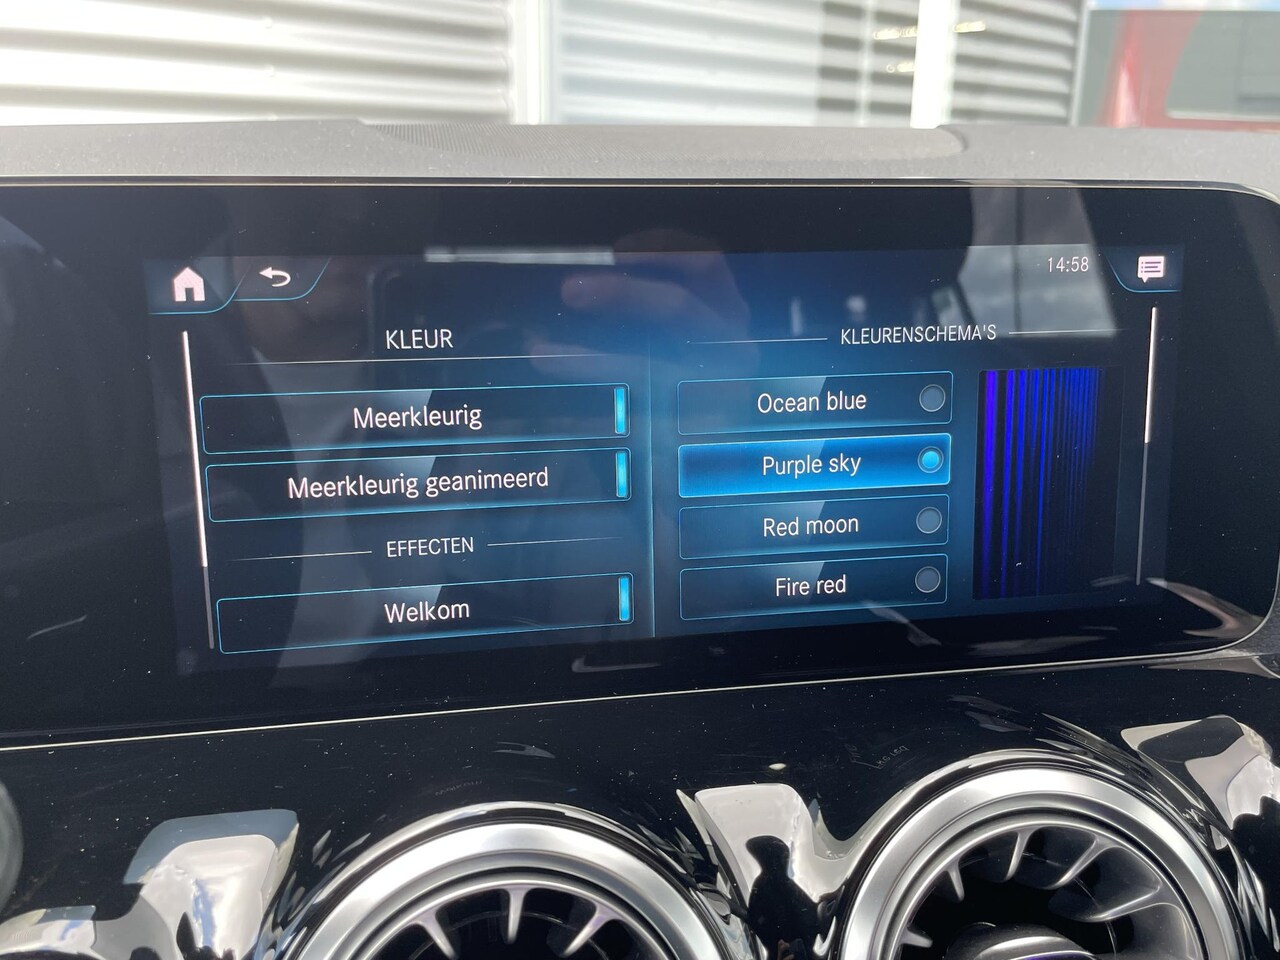 14:58
KLEUR
Meerkleurig
Meerkleurig geanimeerd
EFFECTEN
Welkom
KLEURENSCHEMA'S
Ocean blue
Purple sky
Red moon
Fire red